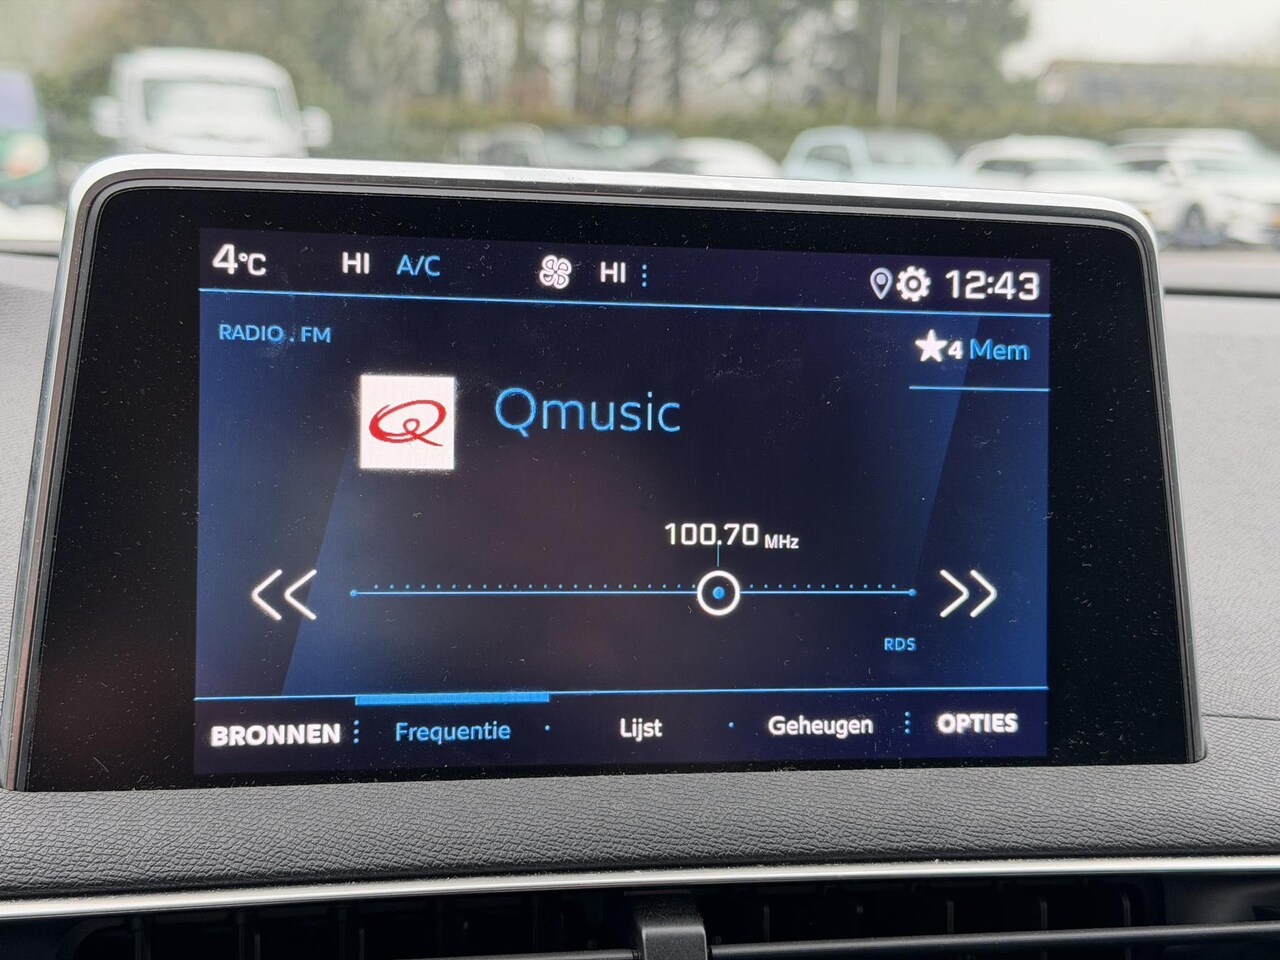 4°C HI A/C HI 12:43
RADIO . FM
4 Mem
Q
Qmusic
100.70 MHz
RDS
BRONNEN Frequentie Lijst Geheugen OPTIES